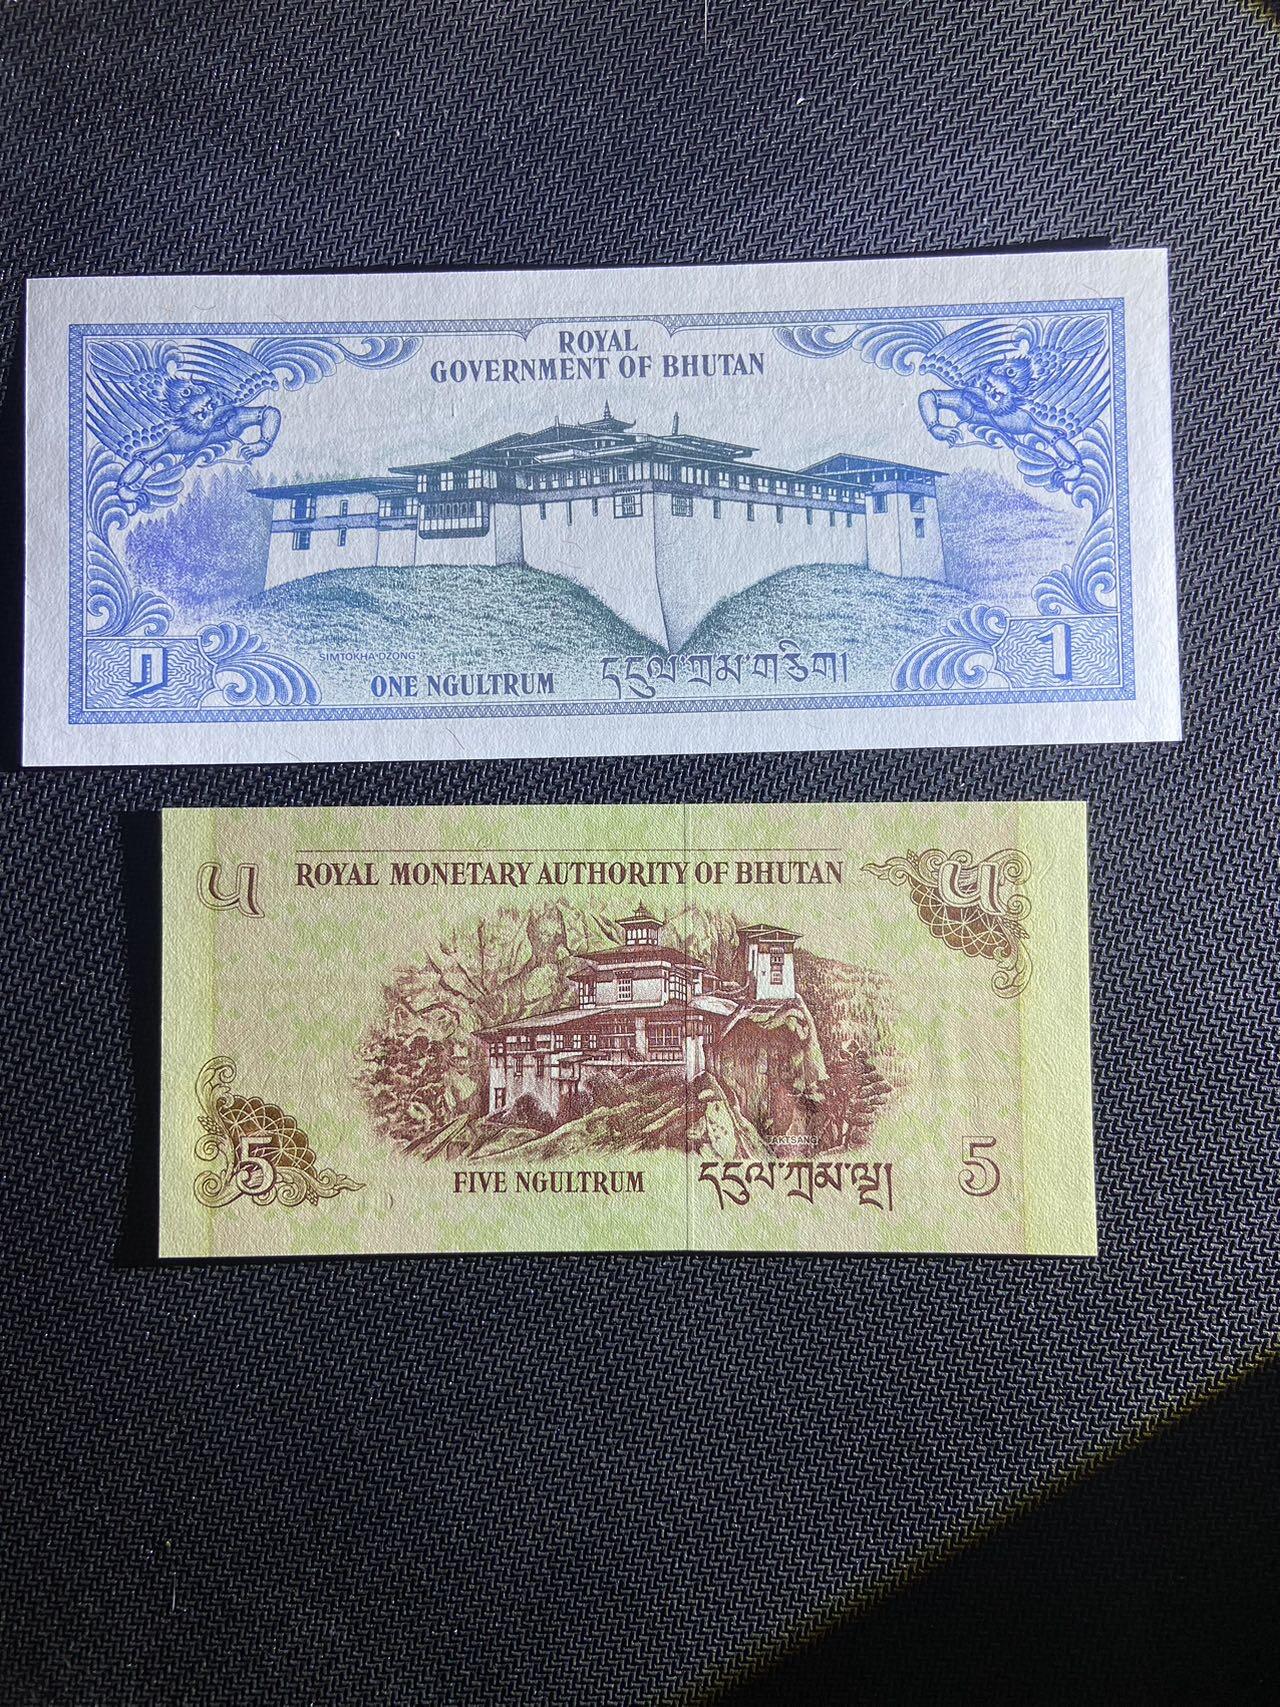 ROYAL
GOVERNMENT OF BHUTAN
SIMTOKHA DZONG
༡
ONE NGULTRUM
དངུལ་ཀྲམ་གཅིག།
1
༥
ROYAL MONETARY AUTHORITY OF BHUTAN
༥
TAKTSANG
5
FIVE NGULTRUM
དངུལ་ཀྲམ་ལྔ།
5